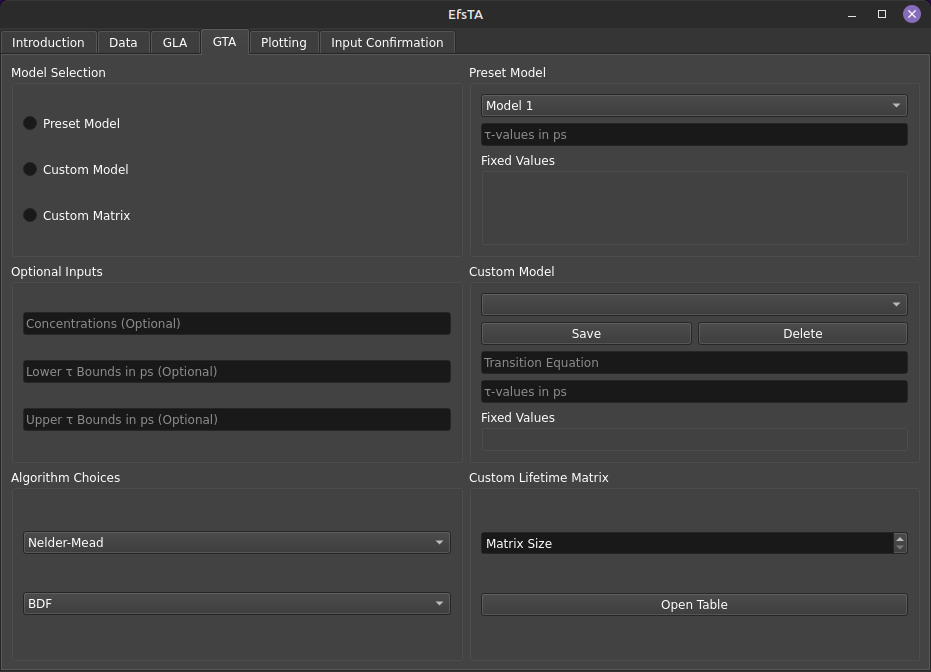 EfsTA
Introduction
Data
GLA
GTA
Plotting
Input Confirmation
Model Selection
Preset Model
Custom Model
Custom Matrix
Preset Model
Model 1
τ-values in ps
Fixed Values
Optional Inputs
Concentrations (Optional)
Lower τ Bounds in ps (Optional)
Upper τ Bounds in ps (Optional)
Custom Model
Save
Delete
Transition Equation
τ-values in ps
Fixed Values
Algorithm Choices
Nelder-Mead
BDF
Custom Lifetime Matrix
Matrix Size
Open Table